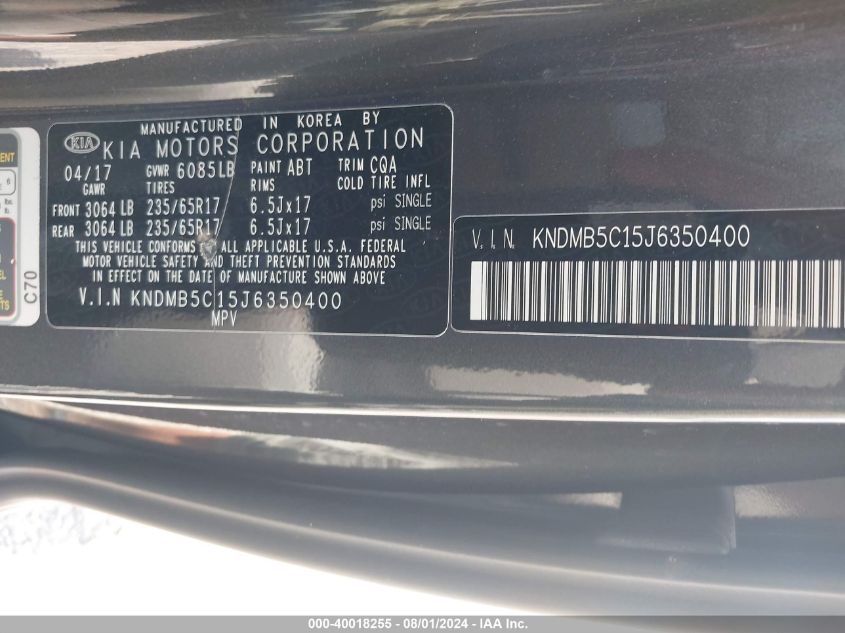 MANUFACTURED IN KOREA BY
KIA KIA MOTORS CORPORATION
04/17 GVWR 6085LB PAINT ABT TRIM CQA
GAWR TIRES RIMS COLD TIRE INFL
FRONT 3064 LB 235/65R17 6.5Jx17 psi SINGLE
REAR 3064 LB 235/65R17 6.5Jx17 psi SINGLE
THIS VEHICLE CONFORMS TO ALL APPLICABLE U.S.A. FEDERAL
MOTOR VEHICLE SAFETY AND THEFT PREVENTION STANDARDS
IN EFFECT ON THE DATE OF MANUFACTURE SHOWN ABOVE
V.I.N KNDMB5C15J6350400
MPV
V.I.N. KNDMB5C15J6350400
C70
000-40018255 - 08/01/2024 - IAA Inc.